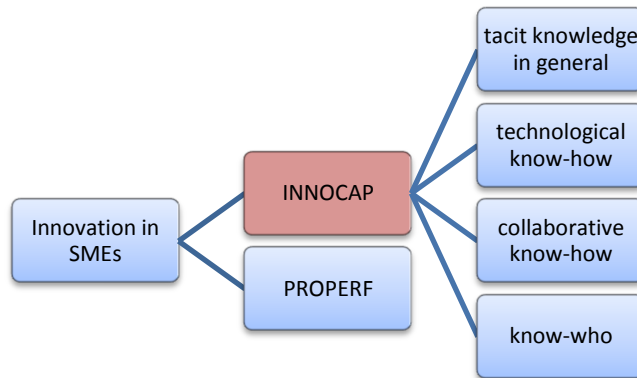 tacit knowledge
in general
technological
know-how
INNOCAP
Innovation in
SMEs
collaborative
know-how
PROPERF
know-who